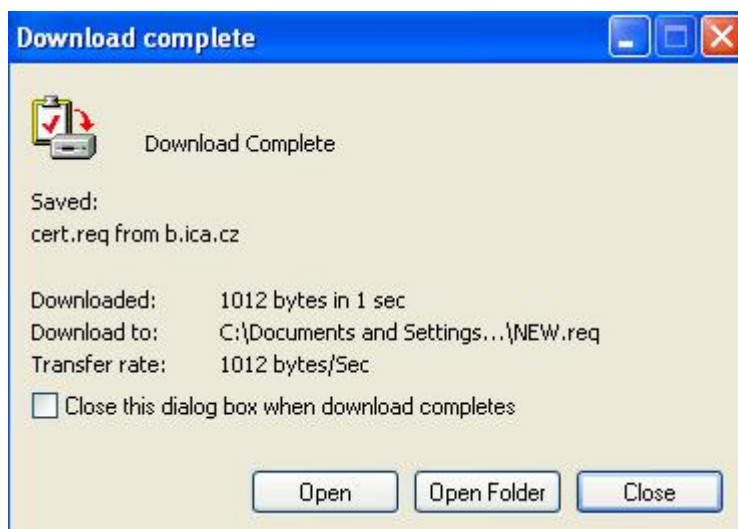 Download complete
Download Complete
Saved:
cert.req from b.ica.cz
Downloaded: 1012 bytes in 1 sec
Download to: C:\Documents and Settings...\NEW.req
Transfer rate: 1012 bytes/Sec
Close this dialog box when download completes
Open Open Folder Close